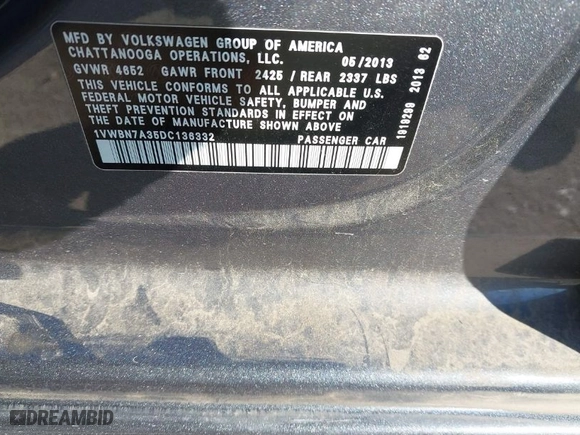 MFD BY VOLKSWAGEN GROUP OF AMERICA
CHATTANOOGA OPERATIONS, LLC. 05/2013
GVWR 4652 GAWR FRONT 2425 / REAR 2337 LBS
THIS VEHICLE CONFORMS TO ALL APPLICABLE U.S.
FEDERAL MOTOR VEHICLE SAFETY, BUMPER AND
THEFT PREVENTION STANDARDS IN EFFECT ON
THE DATE OF MANUFACTURE SHOWN ABOVE
1VWBN7A35DC136332 PASSENGER CAR
1919299 2013 62
DREAMBID